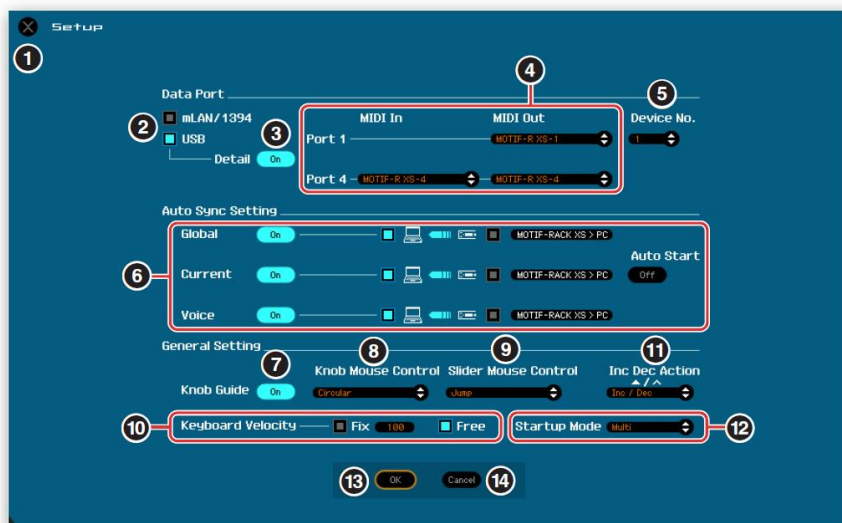 Setup
1
4
5
Data Port
2 mLAN/1394 MIDI In MIDI Out Device No.
USB 3 Port 1 MOTIF-R XS-1 1
Detail On
Port 4 MOTIF-R XS-4 MOTIF-R XS-4
Auto Sync Setting
Global On MOTIF-RACK XS > PC
Auto Start
6 Current On MOTIF-RACK XS > PC Off
Voice On MOTIF-RACK XS > PC
General Setting
7 8 9 11
Knob Mouse Control Slider Mouse Control Inc Dec Action
Knob Guide On Circular Jump Inc / Dec
10 Keyboard Velocity Fix 100 Free Startup Mode Multi 12
13 OK Cancel 14